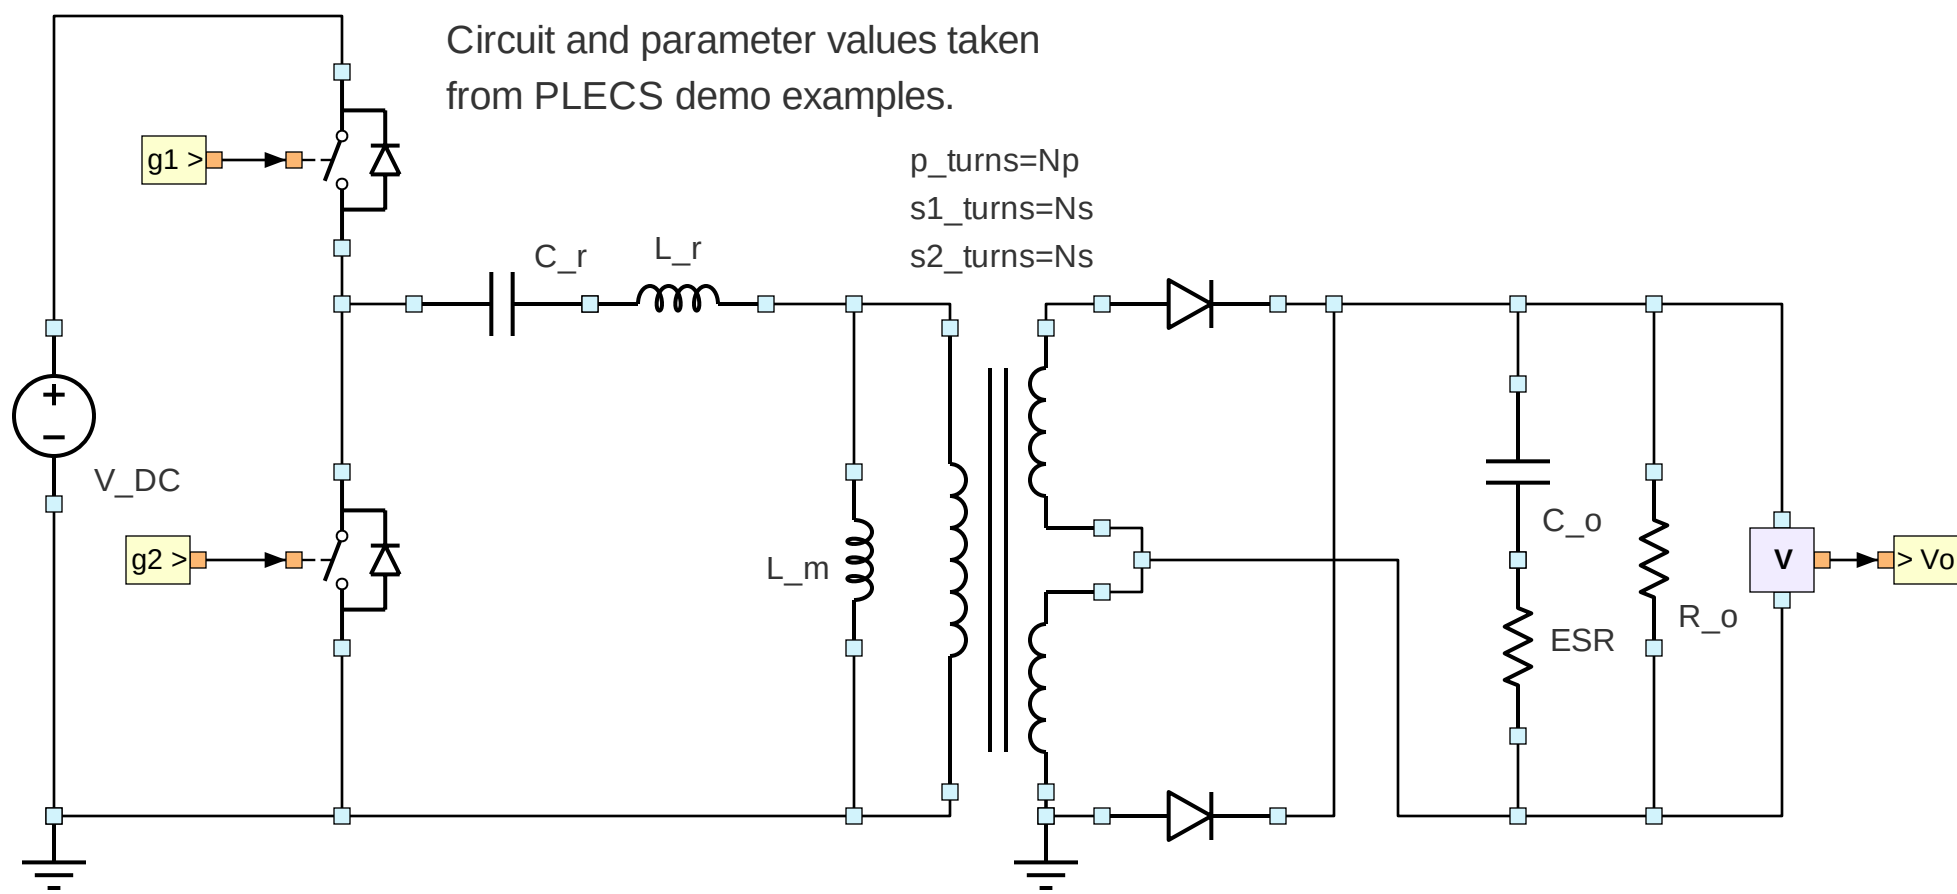 Circuit and parameter values taken
from PLECS demo examples.
g1 >
p_turns=Np
s1_turns=Ns
s2_turns=Ns
C_r
L_r
+
−
V_DC
g2 >
L_m
C_o
ESR
R_o
V
> Vo